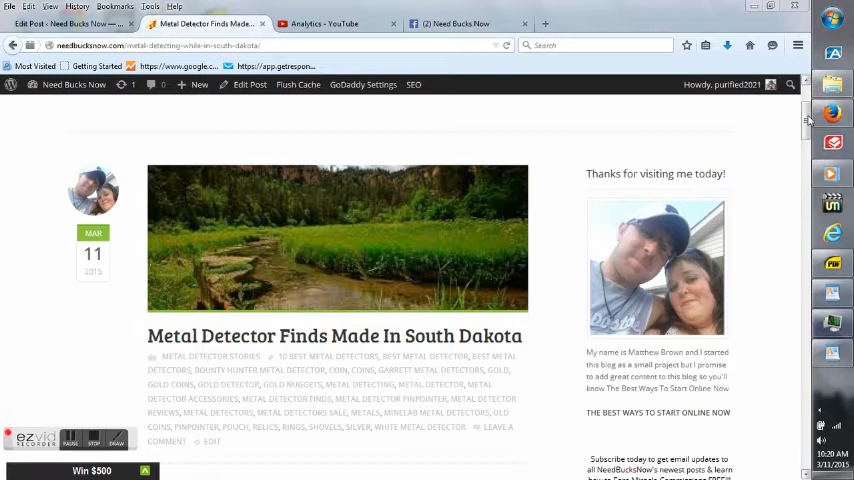 File Edit View History Bookmarks Tools Help
Edit Post - Need Bucks Now — ... × Metal Detector Finds Made... × Analytics - YouTube × (2) Need Bucks Now × +
needbucksnow.com/metal-detecting-while-in-south-dakota/ Search
Most Visited Getting Started https://www.google.c... https://app.getrespon...
Need Bucks Now 1 0 + New Edit Post Flush Cache GoDaddy Settings SEO Howdy, purified2021
Thanks for visiting me today!
MAR
11
2015
Metal Detector Finds Made In South Dakota
METAL DETECTOR STORIES 10 BEST METAL DETECTORS, BEST METAL DETECTOR, BEST METAL
DETECTORS, BOUNTY HUNTER METAL DETECTOR, COIN, COINS, GARRETT METAL DETECTORS, GOLD,
GOLD COINS, GOLD DETECTOR, GOLD NUGGETS, METAL DETECTING, METAL DETECTOR, METAL
DETECTOR ACCESSORIES, METAL DETECTOR FINDS, METAL DETECTOR PINPOINTER, METAL DETECTOR
REVIEWS, METAL DETECTORS, METAL DETECTORS SALE, METALS, MINELAB METAL DETECTORS, OLD
COINS, PINPOINTER, POUCH, RELICS, RINGS, SHOVELS, SILVER, WHITE METAL DETECTOR LEAVE A
COMMENT EDIT
My name is Matthew Brown and I started
this blog as a small project but I promise
to add great content to this blog so you'll
know The Best Ways To Start Online Now
THE BEST WAYS TO START ONLINE NOW
Subscribe today to get email updates to
all NeedBucksNow's newest posts & learn
ezvid
RECORDER
PAUSE STOP DRAW
Win $500
UM
PDF
10:20 AM
3/11/2015